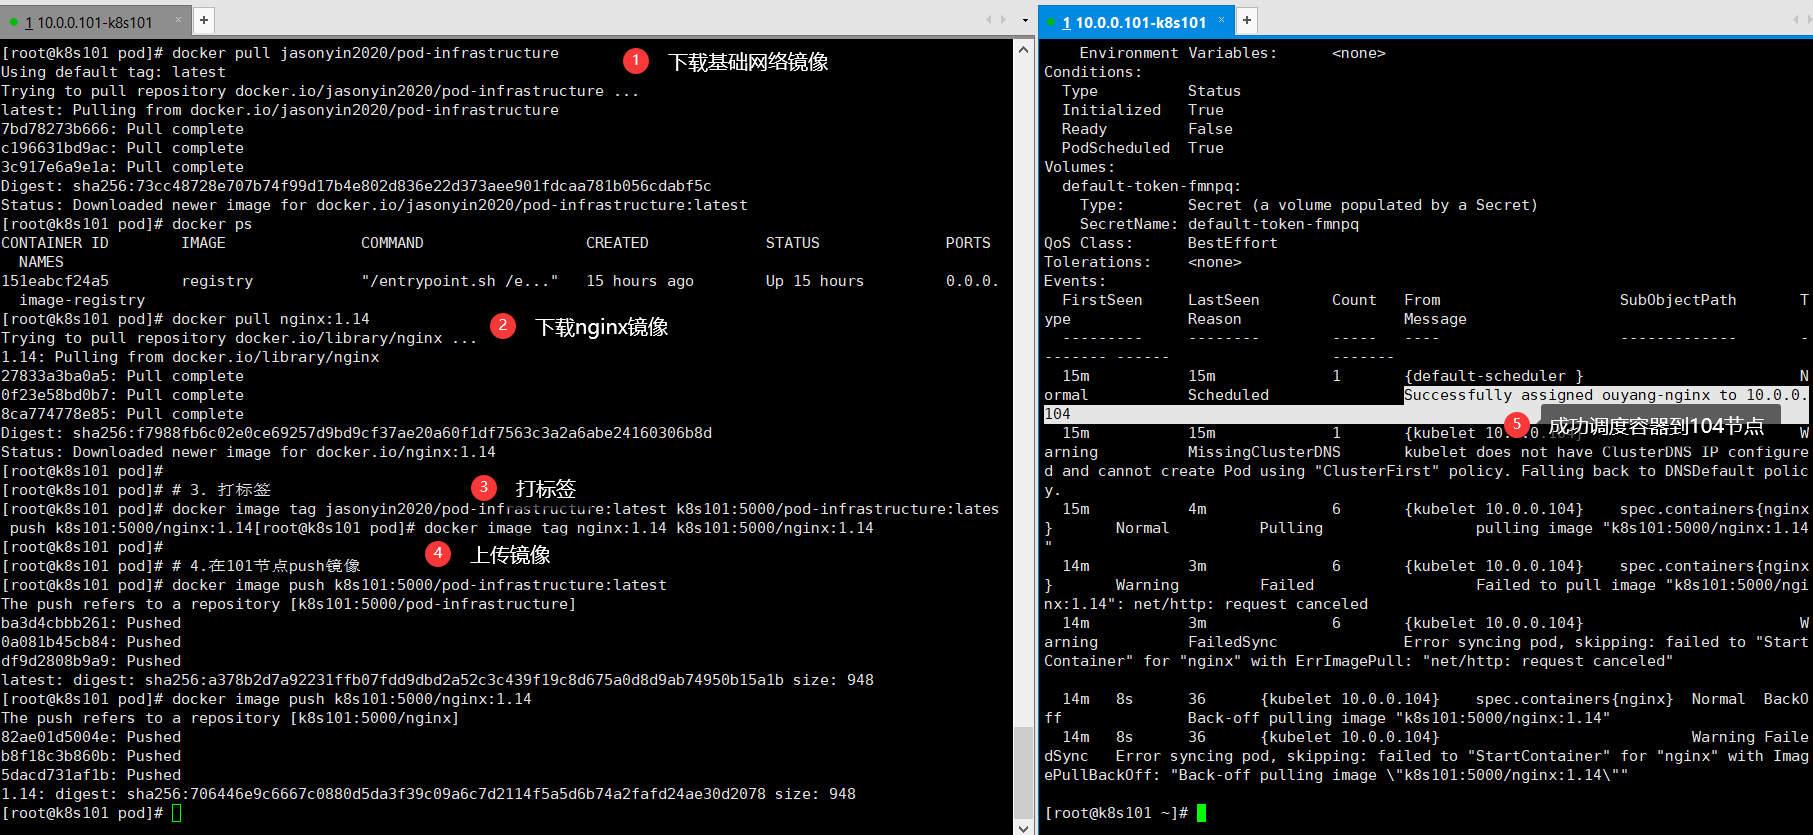 1 10.0.0.101-k8s101 × +
[root@k8s101 pod]# docker pull jasonyin2020/pod-infrastructure
1 下载基础网络镜像
Using default tag: latest
Trying to pull repository docker.io/jasonyin2020/pod-infrastructure ...
latest: Pulling from docker.io/jasonyin2020/pod-infrastructure
7bd78273b666: Pull complete
c196631bd9ac: Pull complete
3c917e6a9e1a: Pull complete
Digest: sha256:73cc48728e707b74f99d17b4e802d836e22d373aee901fdcaa781b056cdabf5c
Status: Downloaded newer image for docker.io/jasonyin2020/pod-infrastructure:latest
[root@k8s101 pod]# docker ps
CONTAINER ID IMAGE COMMAND CREATED STATUS PORTS
NAMES
151eabcf24a5 registry "/entrypoint.sh /e..." 15 hours ago Up 15 hours 0.0.0.
image-registry
[root@k8s101 pod]# docker pull nginx:1.14
2 下载nginx镜像
Trying to pull repository docker.io/library/nginx ...
1.14: Pulling from docker.io/library/nginx
27833a3ba0a5: Pull complete
0f23e58bd0b7: Pull complete
8ca774778e85: Pull complete
Digest: sha256:f7988fb6c02e0ce69257d9bd9cf37ae20a60f1df7563c3a2a6abe24160306b8d
Status: Downloaded newer image for docker.io/nginx:1.14
[root@k8s101 pod]#
[root@k8s101 pod]# # 3. 打标签
3 打标签
[root@k8s101 pod]# docker image tag jasonyin2020/pod-infrastructure:latest k8s101:5000/pod-infrastructure:lates
push k8s101:5000/nginx:1.14[root@k8s101 pod]# docker image tag nginx:1.14 k8s101:5000/nginx:1.14
[root@k8s101 pod]#
4 上传镜像
[root@k8s101 pod]# # 4.在101节点push镜像
[root@k8s101 pod]# docker image push k8s101:5000/pod-infrastructure:latest
The push refers to a repository [k8s101:5000/pod-infrastructure]
ba3d4cbbb261: Pushed
0a081b45cb84: Pushed
df9d2808b9a9: Pushed
latest: digest: sha256:a378b2d7a92231ffb07fdd9dbd2a52c3c439f19c8d675a0d8d9ab74950b15a1b size: 948
[root@k8s101 pod]# docker image push k8s101:5000/nginx:1.14
The push refers to a repository [k8s101:5000/nginx]
82ae01d5004e: Pushed
b8f18c3b860b: Pushed
5dacd731af1b: Pushed
1.14: digest: sha256:706446e9c6667c0880d5da3f39c09a6c7d2114f5a5d6b74a2fafd24ae30d2078 size: 948
[root@k8s101 pod]#
1 10.0.0.101-k8s101 × +
Environment Variables: <none>
Conditions:
Type Status
Initialized True
Ready False
PodScheduled True
Volumes:
default-token-fmnpq:
Type: Secret (a volume populated by a Secret)
SecretName: default-token-fmnpq
QoS Class: BestEffort
Tolerations: <none>
Events:
FirstSeen LastSeen Count From SubObjectPath T
ype Reason Message
--------- -------- ----- ---- ------------- -
------- ------ -------
15m 15m 1 {default-scheduler } N
ormal Scheduled Successfully assigned ouyang-nginx to 10.0.0.
104
5 成功调度容器到104节点
15m 15m 1 {kubelet 10.0.0.104} W
arning MissingClusterDNS kubelet does not have ClusterDNS IP configure
d and cannot create Pod using "ClusterFirst" policy. Falling back to DNSDefault polic
y.
15m 4m 6 {kubelet 10.0.0.104} spec.containers{nginx
} Normal Pulling pulling image "k8s101:5000/nginx:1.14
"
14m 3m 6 {kubelet 10.0.0.104} spec.containers{nginx
} Warning Failed Failed to pull image "k8s101:5000/ngi
nx:1.14": net/http: request canceled
14m 3m 6 {kubelet 10.0.0.104} W
arning FailedSync Error syncing pod, skipping: failed to "Start
Container" for "nginx" with ErrImagePull: "net/http: request canceled"
14m 8s 36 {kubelet 10.0.0.104} spec.containers{nginx} Normal BackO
ff Back-off pulling image "k8s101:5000/nginx:1.14"
14m 8s 36 {kubelet 10.0.0.104} Warning Faile
dSync Error syncing pod, skipping: failed to "StartContainer" for "nginx" with Imag
ePullBackOff: "Back-off pulling image \"k8s101:5000/nginx:1.14\""
[root@k8s101 ~]#